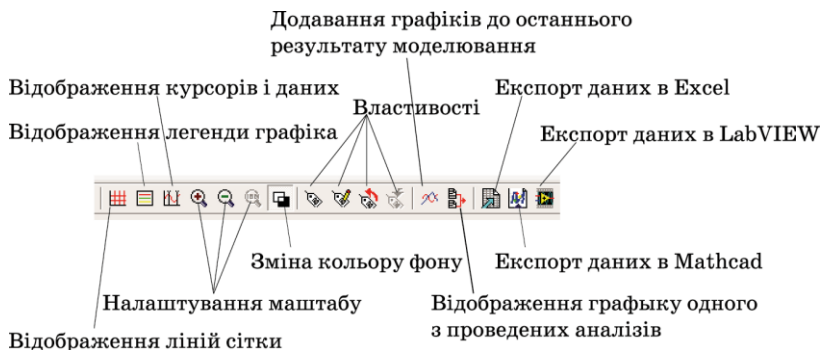 Додавання графіків до останнього
результату моделювання
Відображення курсорів і даних
Властивості
Експорт даних в Excel
Відображення легенди графіка
Експорт даних в LabVIEW
Зміна кольору фону
Експорт даних в Mathcad
Налаштування маштабу
Відображення графыку одного
з проведених аналізів
Відображення ліній сітки